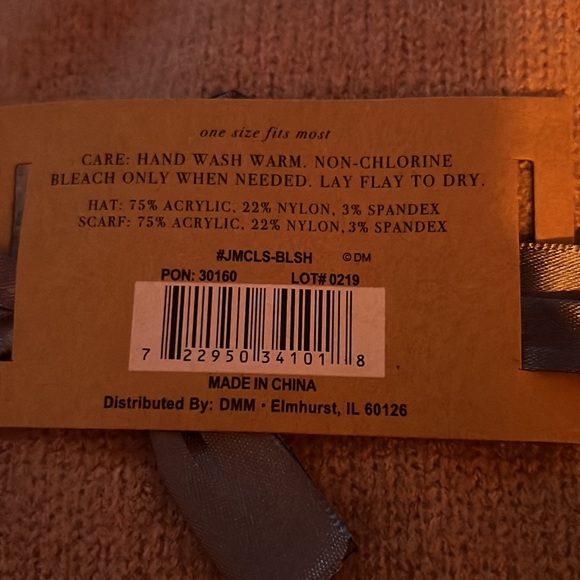 one size fits most
CARE: HAND WASH WARM. NON-CHLORINE
BLEACH ONLY WHEN NEEDED. LAY FLAY TO DRY.
HAT: 75% ACRYLIC, 22% NYLON, 3% SPANDEX
SCARF: 75% ACRYLIC, 22% NYLON, 3% SPANDEX
#JMCLS-BLSH ©DM
PON: 30160 LOT# 0219
7 22950 34101 8
MADE IN CHINA
Distributed By: DMM · Elmhurst, IL 60126